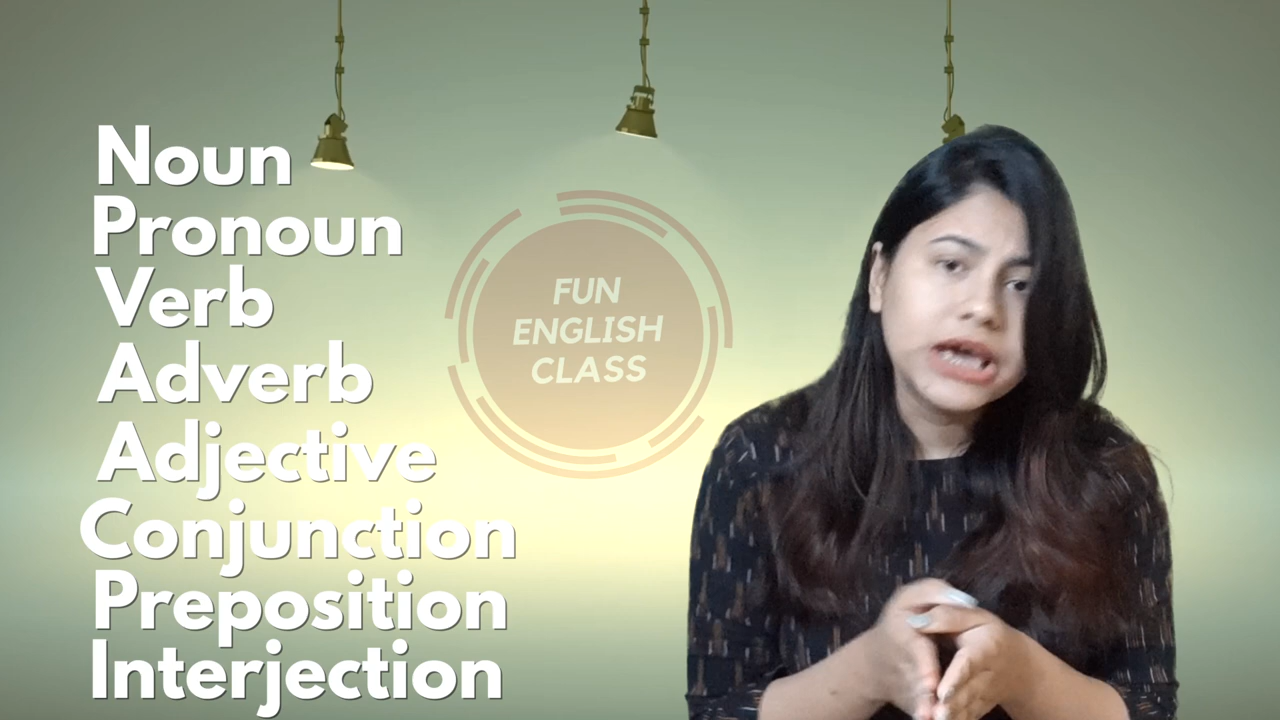 Noun
Pronoun
Verb
Adverb
Adjective
Conjunction
Preposition
Interjection
FUN
ENGLISH
CLASS